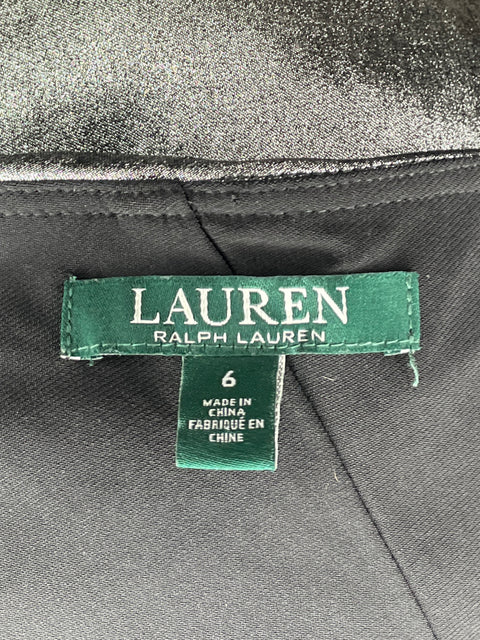 LAUREN
RALPH LAUREN
6
MADE IN
CHINA
FABRIQUÉ EN
CHINE